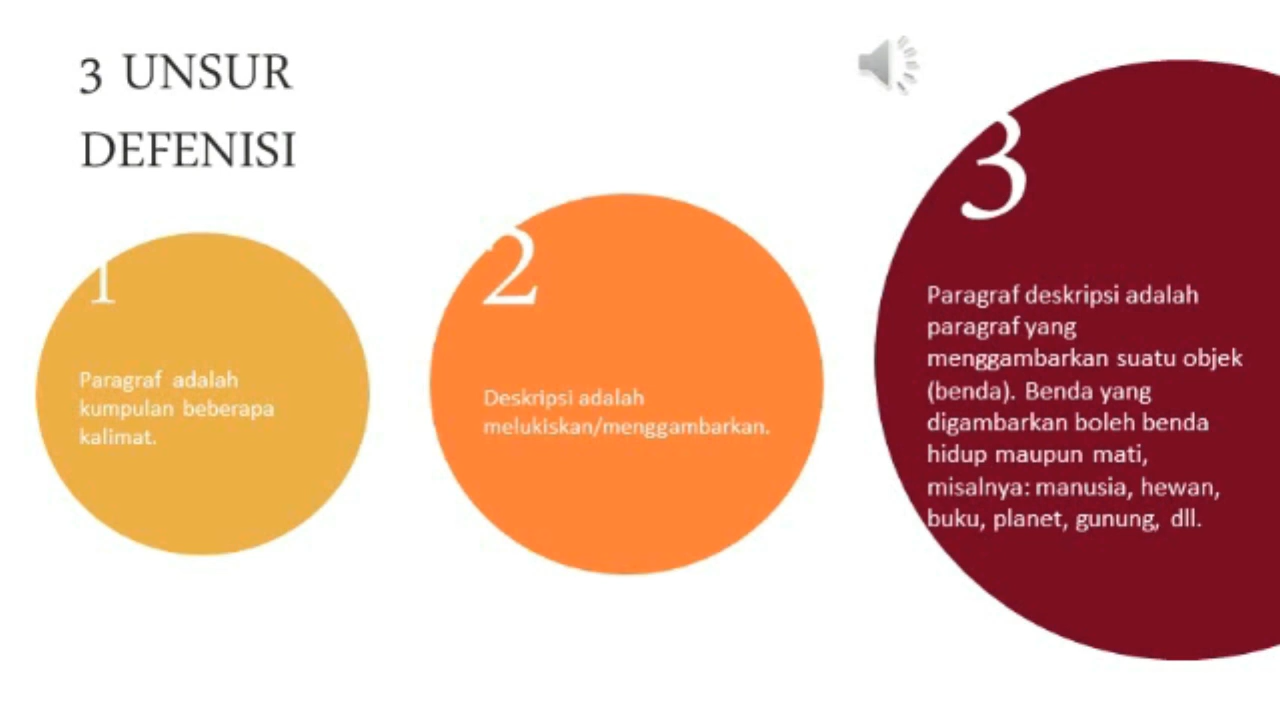 3 UNSUR
DEFENISI
1
Paragraf adalah
kumpulan beberapa
kalimat.
2
Deskripsi adalah
melukiskan/menggambarkan.
3
Paragraf deskripsi adalah
paragraf yang
menggambarkan suatu objek
(benda). Benda yang
digambarkan boleh benda
hidup maupun mati,
misalnya: manusia, hewan,
buku, planet, gunung, dll.